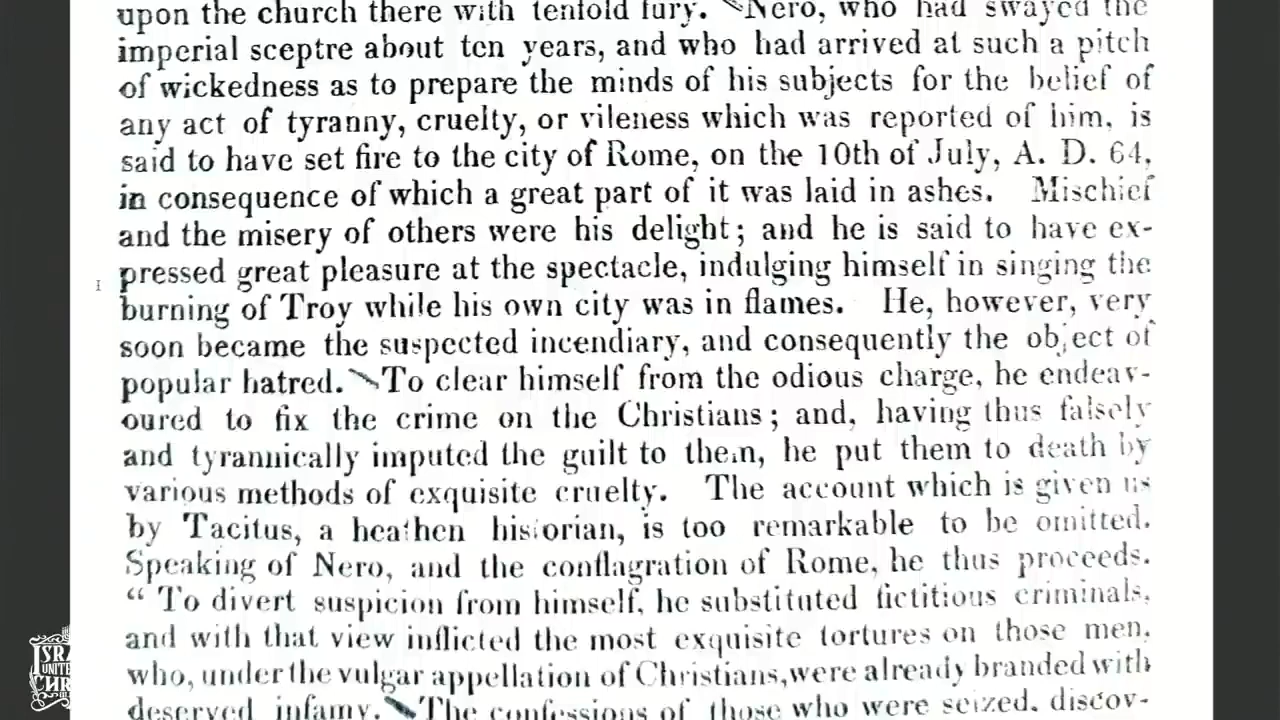 upon the church there with tenfold fury. Nero, who had swayed the
imperial sceptre about ten years, and who had arrived at such a pitch
of wickedness as to prepare the minds of his subjects for the belief of
any act of tyranny, cruelty, or vileness which was reported of him, is
said to have set fire to the city of Rome, on the 10th of July, A. D. 64,
in consequence of which a great part of it was laid in ashes. Mischief
and the misery of others were his delight; and he is said to have ex-
pressed great pleasure at the spectacle, indulging himself in singing the
burning of Troy while his own city was in flames. He, however, very
soon became the suspected incendiary, and consequently the object of
popular hatred. To clear himself from the odious charge, he endeav-
oured to fix the crime on the Christians; and, having thus falsely
and tyrannically imputed the guilt to them, he put them to death by
various methods of exquisite cruelty. The account which is given us
by Tacitus, a heathen historian, is too remarkable to be omitted.
Speaking of Nero, and the conflagration of Rome, he thus proceeds.
“ To divert suspicion from himself, he substituted fictitious criminals,
and with that view inflicted the most exquisite tortures on those men,
who, under the vulgar appellation of Christians, were already branded with
deserved infamy. The confessions of those who were seized, discov-
ISRA
UNITE
CHR